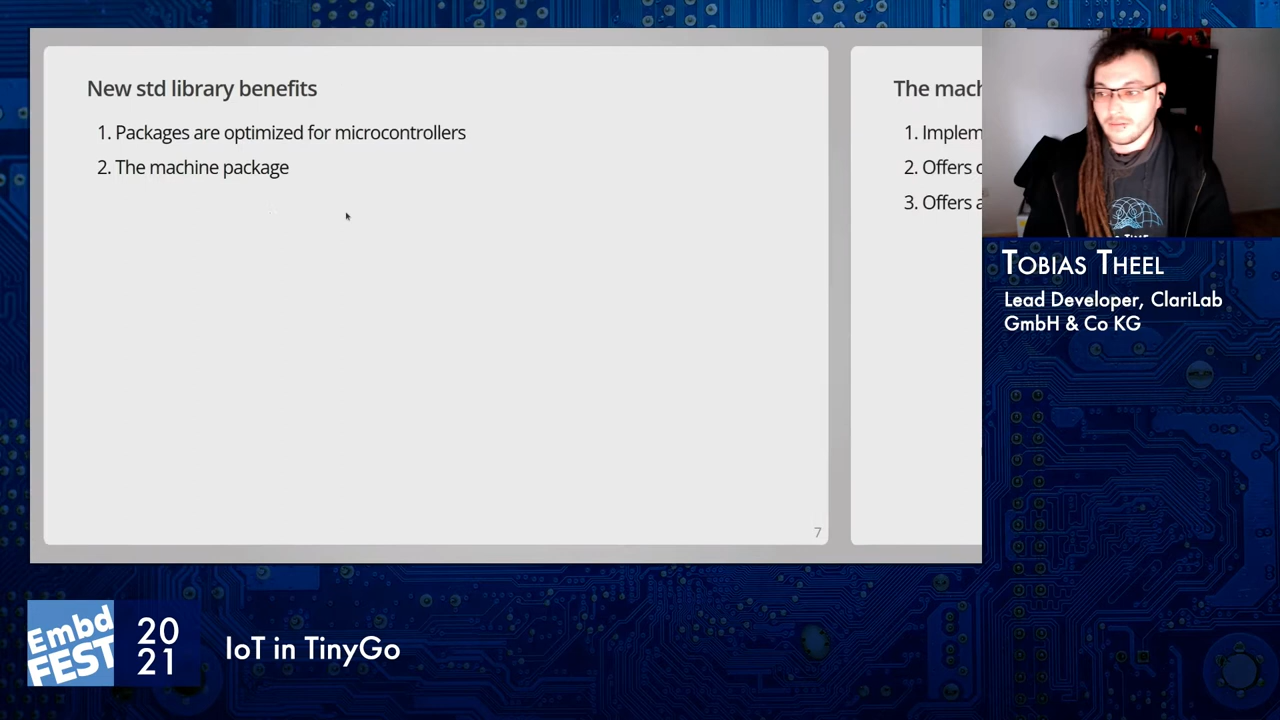 New std library benefits
1. Packages are optimized for microcontrollers
2. The machine package
7
The mach
1. Implem
2. Offers
3. Offers a
TOBIAS THEEL
Lead Developer, ClariLab
GmbH & Co KG
Embd
FEST
20
21
IoT in TinyGo